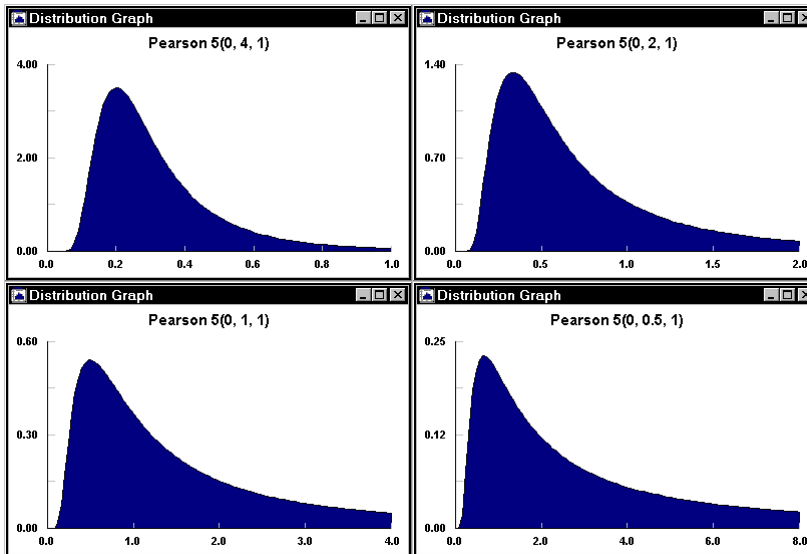 Distribution Graph
Pearson 5(0, 4, 1)
4.00
2.00
0.00
0.0 0.2 0.4 0.6 0.8 1.0
Distribution Graph
Pearson 5(0, 2, 1)
1.40
0.70
0.00
0.0 0.5 1.0 1.5 2.0
Distribution Graph
Pearson 5(0, 1, 1)
0.60
0.30
0.00
0.0 1.0 2.0 3.0 4.0
Distribution Graph
Pearson 5(0, 0.5, 1)
0.25
0.12
0.00
0.0 2.0 4.0 6.0 8.0